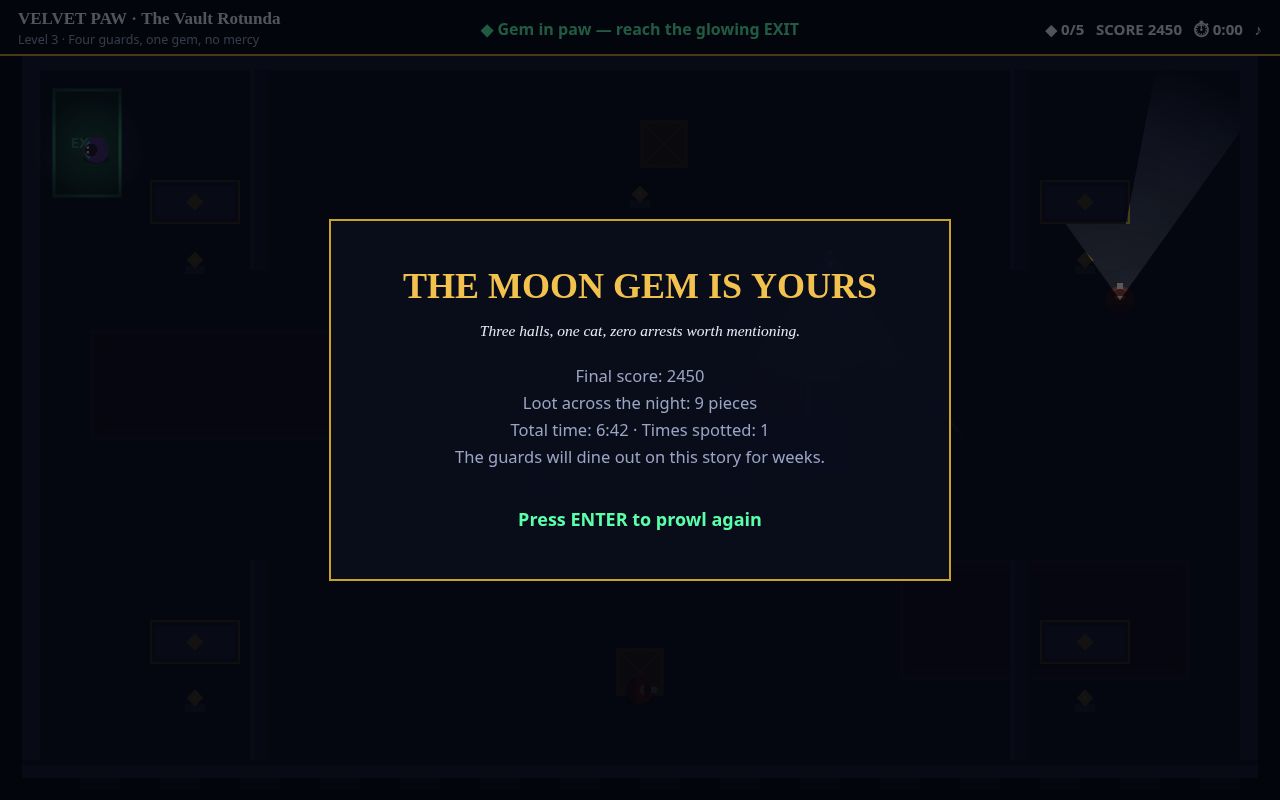 VELVET PAW · The Vault Rotunda
Level 3 · Four guards, one gem, no mercy
◆ Gem in paw — reach the glowing EXIT
◆ 0/5 SCORE 2450 ⏱ 0:00 ♪
EX
THE MOON GEM IS YOURS
Three halls, one cat, zero arrests worth mentioning.
Final score: 2450
Loot across the night: 9 pieces
Total time: 6:42 · Times spotted: 1
The guards will dine out on this story for weeks.
Press ENTER to prowl again